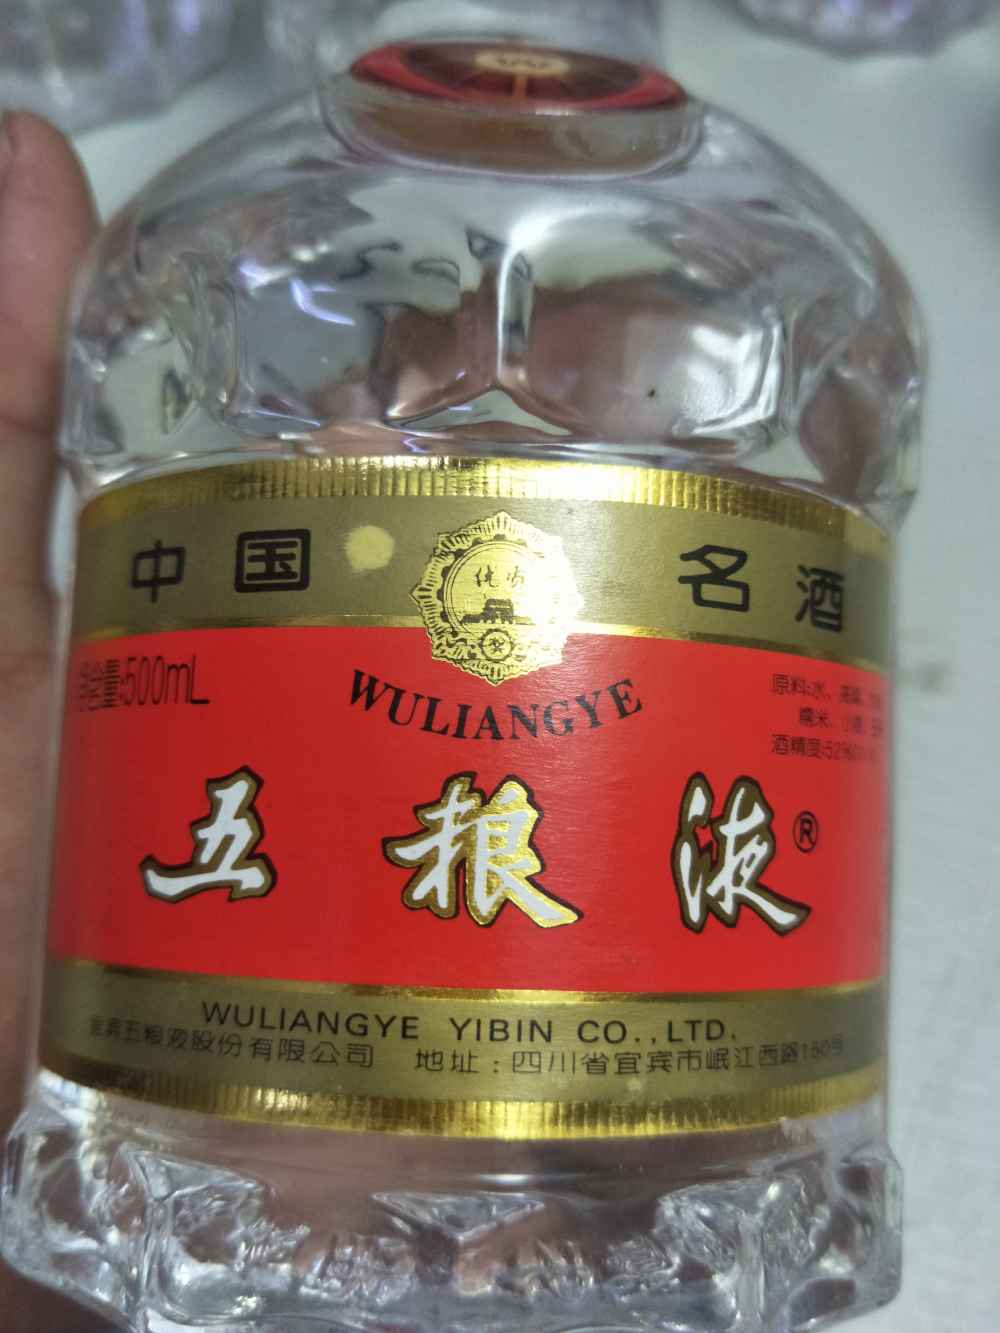 中国 名酒
净含量:500mL
WULIANGYE
原料:水、高粱、
糯米、小麦、
酒精度:52%
五粮液®
WULIANGYE YIBIN CO.,LTD.
宜宾五粮液股份有限公司 地址:四川省宜宾市岷江西路150号